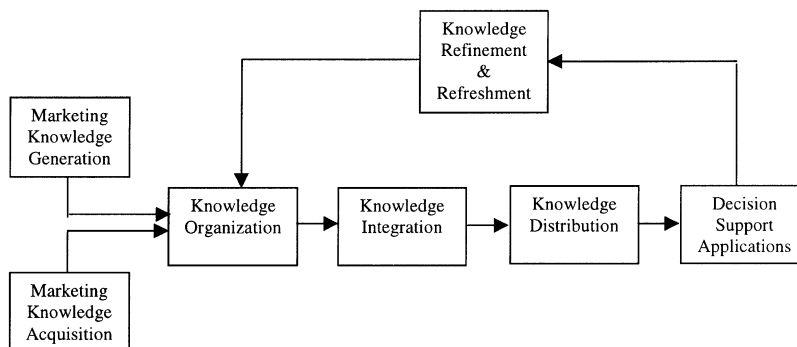 Knowledge
Refinement
&
Refreshment
Marketing
Knowledge
Generation
Knowledge
Organization
Knowledge
Integration
Knowledge
Distribution
Decision
Support
Applications
Marketing
Knowledge
Acquisition